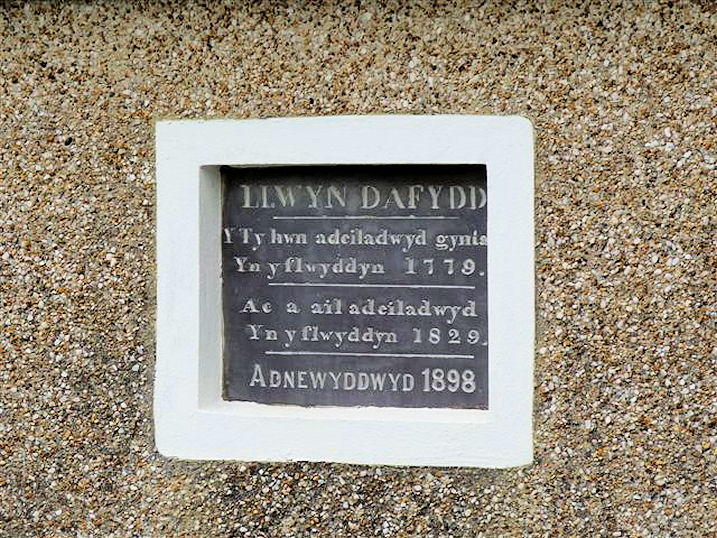 LLWYN DAFYDD
Y Ty hwn adeiladwyd gynta
Yn y flwyddyn 1779.
Ac a ail adeiladwyd
Yn y flwyddyn 1829.
ADNEWYDDWYD 1898